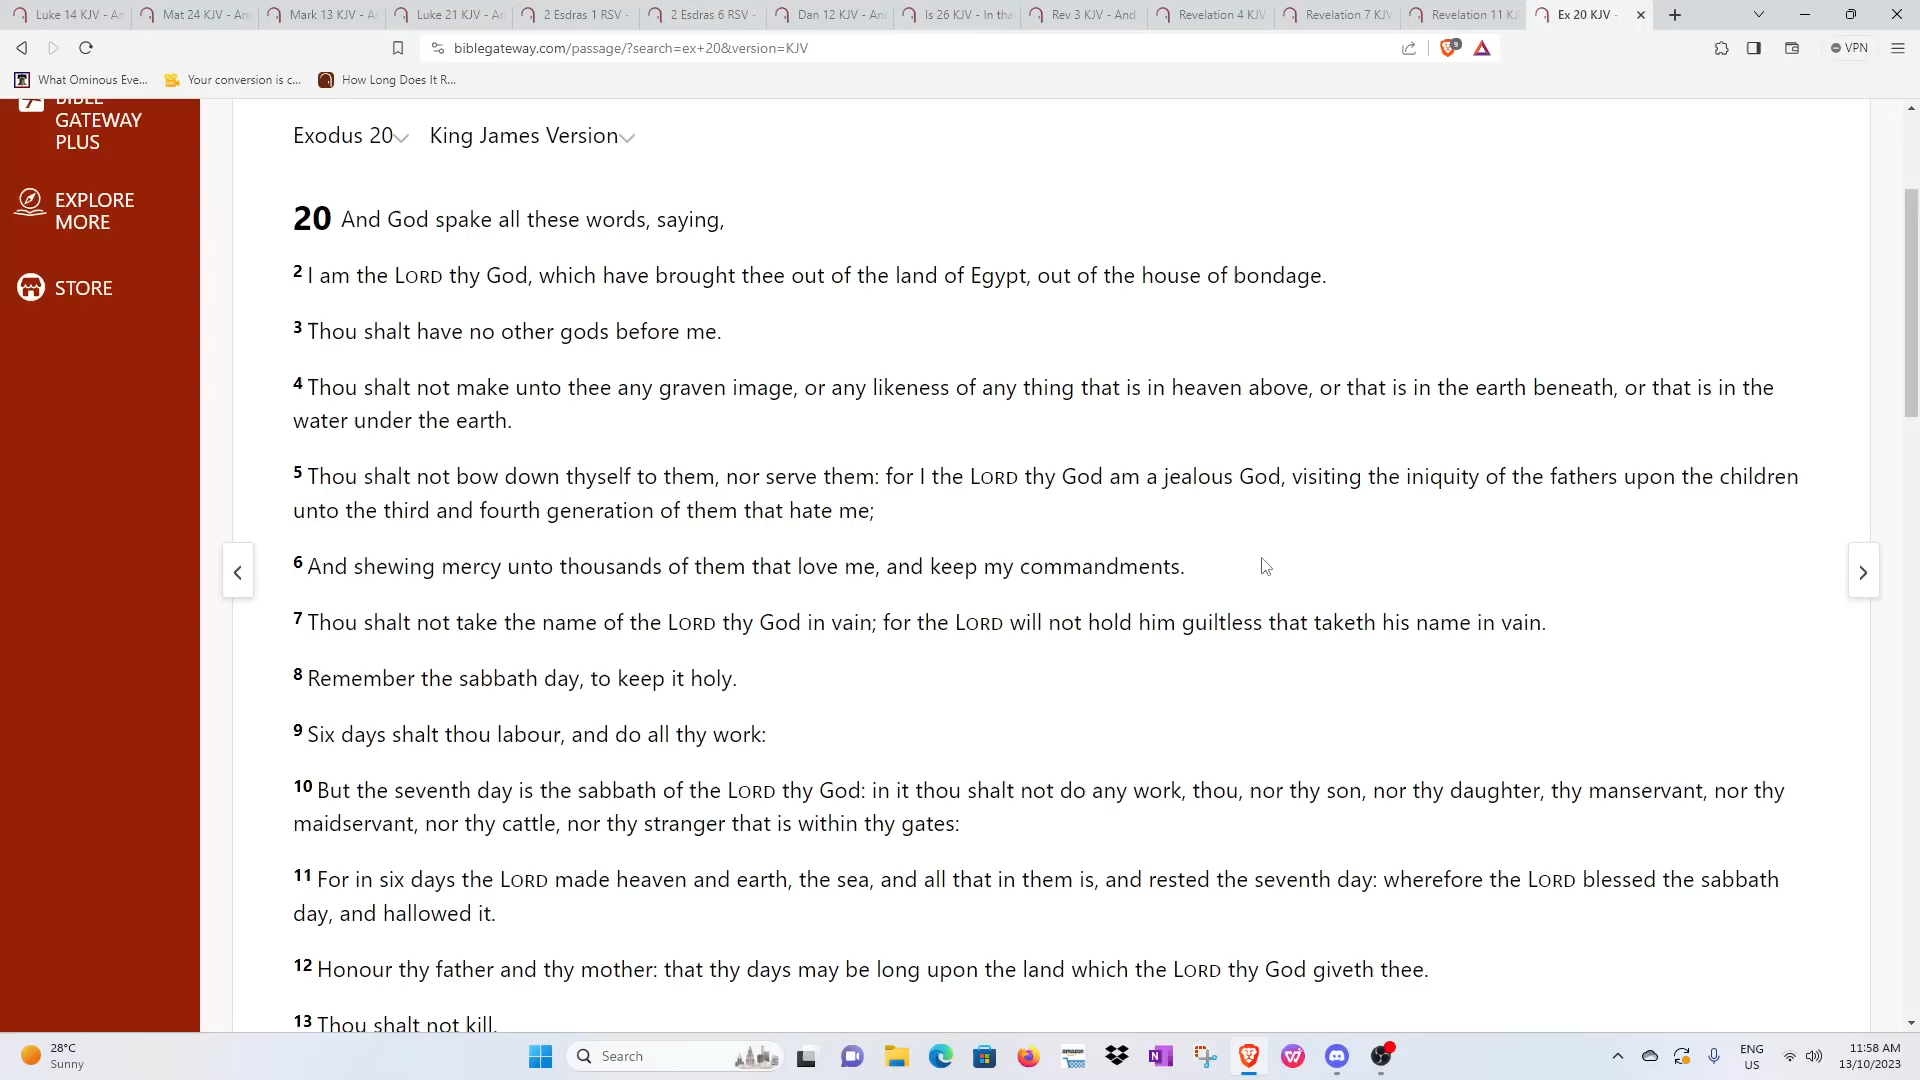 Luke 14 KJV - An
Mat 24 KJV - And
Mark 13 KJV - Ar
Luke 21 KJV - An
2 Esdras 1 RSV -
2 Esdras 6 RSV -
Dan 12 KJV - And
Is 26 KJV - In tha
Rev 3 KJV - And
Revelation 4 KJV
Revelation 7 KJV
Revelation 11 KJ
Ex 20 KJV -
biblegateway.com/passage/?search=ex+20&version=KJV
9
VPN
What Ominous Eve...
Your conversion is c...
How Long Does It R...
BIBLE
GATEWAY
PLUS
EXPLORE
MORE
STORE
Exodus 20 King James Version
20 And God spake all these words, saying,
2 I am the LORD thy God, which have brought thee out of the land of Egypt, out of the house of bondage.
3 Thou shalt have no other gods before me.
4 Thou shalt not make unto thee any graven image, or any likeness of any thing that is in heaven above, or that is in the earth beneath, or that is in the
water under the earth.
5 Thou shalt not bow down thyself to them, nor serve them: for I the LORD thy God am a jealous God, visiting the iniquity of the fathers upon the children
unto the third and fourth generation of them that hate me;
6 And shewing mercy unto thousands of them that love me, and keep my commandments.
7 Thou shalt not take the name of the LORD thy God in vain; for the LORD will not hold him guiltless that taketh his name in vain.
8 Remember the sabbath day, to keep it holy.
9 Six days shalt thou labour, and do all thy work:
10 But the seventh day is the sabbath of the LORD thy God: in it thou shalt not do any work, thou, nor thy son, nor thy daughter, thy manservant, nor thy
maidservant, nor thy cattle, nor thy stranger that is within thy gates:
11 For in six days the LORD made heaven and earth, the sea, and all that in them is, and rested the seventh day: wherefore the LORD blessed the sabbath
day, and hallowed it.
12 Honour thy father and thy mother: that thy days may be long upon the land which the LORD thy God giveth thee.
13 Thou shalt not kill.
28°C
Sunny
Search
amazon
ENG
US
11:58 AM
13/10/2023